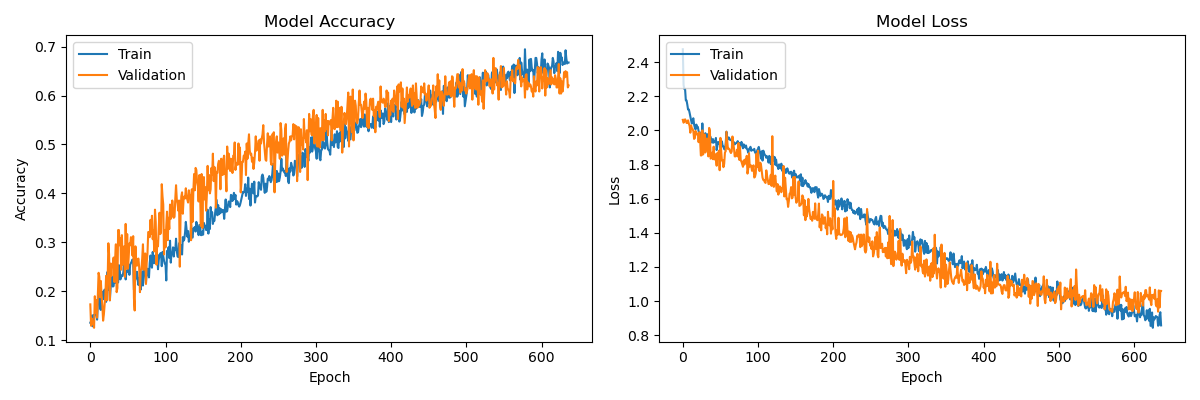 Model Accuracy
Train
Validation
0.7
0.6
0.5
0.4
0.3
0.2
0.1
Accuracy
0 100 200 300 400 500 600
Epoch
Model Loss
Train
Validation
2.4
2.2
2.0
1.8
1.6
1.4
1.2
1.0
0.8
Loss
0 100 200 300 400 500 600
Epoch